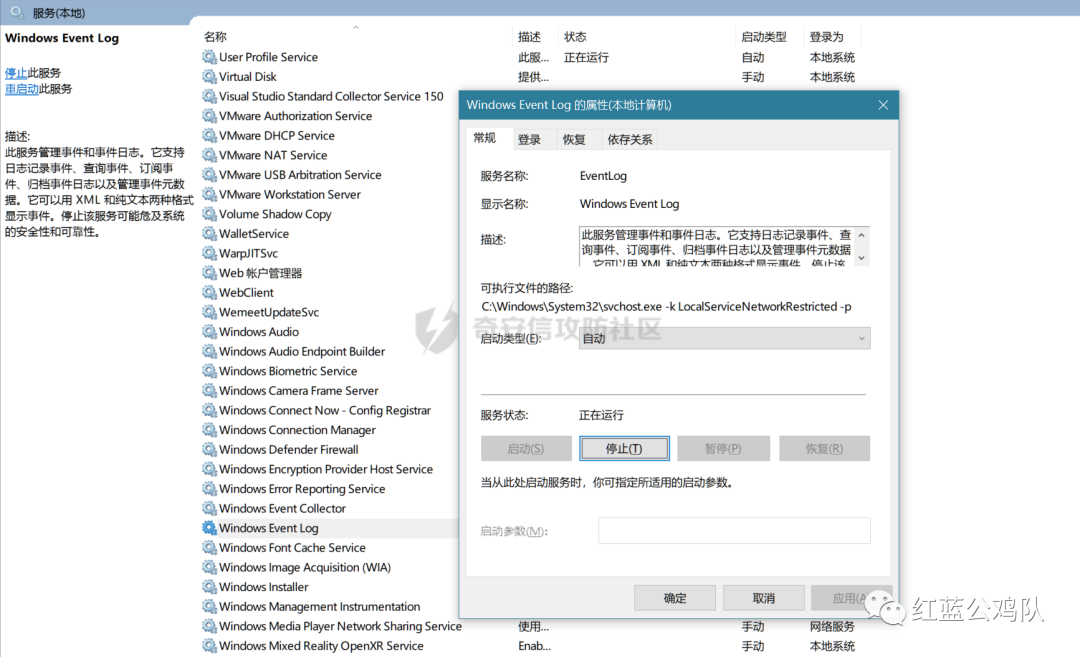 服务(本地)
Windows Event Log
停止此服务
重启动此服务
描述:
此服务管理事件和事件日志。它支持
日志记录事件、查询事件、订阅事
件、归档事件日志以及管理事件元数
据。它可以用 XML 和纯文本两种格式
显示事件。停止该服务可能危及系统
的安全性和可靠性。
名称 描述 状态 启动类型 登录为
User Profile Service 此服... 正在运行 自动 本地系统
Virtual Disk 提供... 手动 本地系统
Visual Studio Standard Collector Service 150
VMware Authorization Service
VMware DHCP Service
VMware NAT Service
VMware USB Arbitration Service
VMware Workstation Server
Volume Shadow Copy
WalletService
WarpJITSvc
Web 帐户管理器
WebClient
WemeetUpdateSvc
Windows Audio
Windows Audio Endpoint Builder
Windows Biometric Service
Windows Camera Frame Server
Windows Connect Now - Config Registrar
Windows Connection Manager
Windows Defender Firewall
Windows Encryption Provider Host Service
Windows Error Reporting Service
Windows Event Collector
Windows Event Log
Windows Font Cache Service
Windows Image Acquisition (WIA)
Windows Installer
Windows Management Instrumentation
Windows Media Player Network Sharing Service 使用... 手动 网络服务
Windows Mixed Reality OpenXR Service Enab... 手动 本地系统
Windows Event Log 的属性(本地计算机)
常规 登录 恢复 依存关系
服务名称: EventLog
显示名称: Windows Event Log
描述: 此服务管理事件和事件日志。它支持日志记录事件、查
询事件、订阅事件、归档事件日志以及管理事件元数据
。它可以用 XML 和纯文本两种格式显示事件。停止该
可执行文件的路径:
C:\Windows\System32\svchost.exe -k LocalServiceNetworkRestricted -p
奇安信攻防社区
启动类型(E): 自动
服务状态: 正在运行
启动(S) 停止(T) 暂停(P) 恢复(R)
当从此处启动服务时，你可指定所适用的启动参数。
启动参数(M):
确定 取消 应用(A
红蓝公鸡队